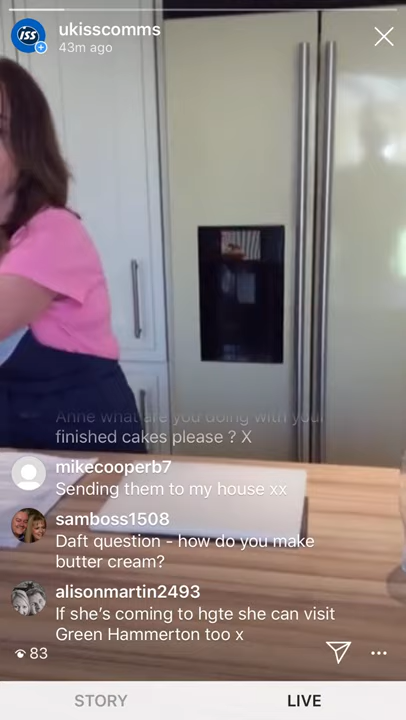 ISS
ukisscomms
43m ago
Anne what are you doing with your
finished cakes please ? X
mikecooperb7
Sending them to my house xx
samboss1508
Daft question - how do you make
butter cream?
alisonmartin2493
If she's coming to hgte she can visit
Green Hammerton too x
83
STORY
LIVE